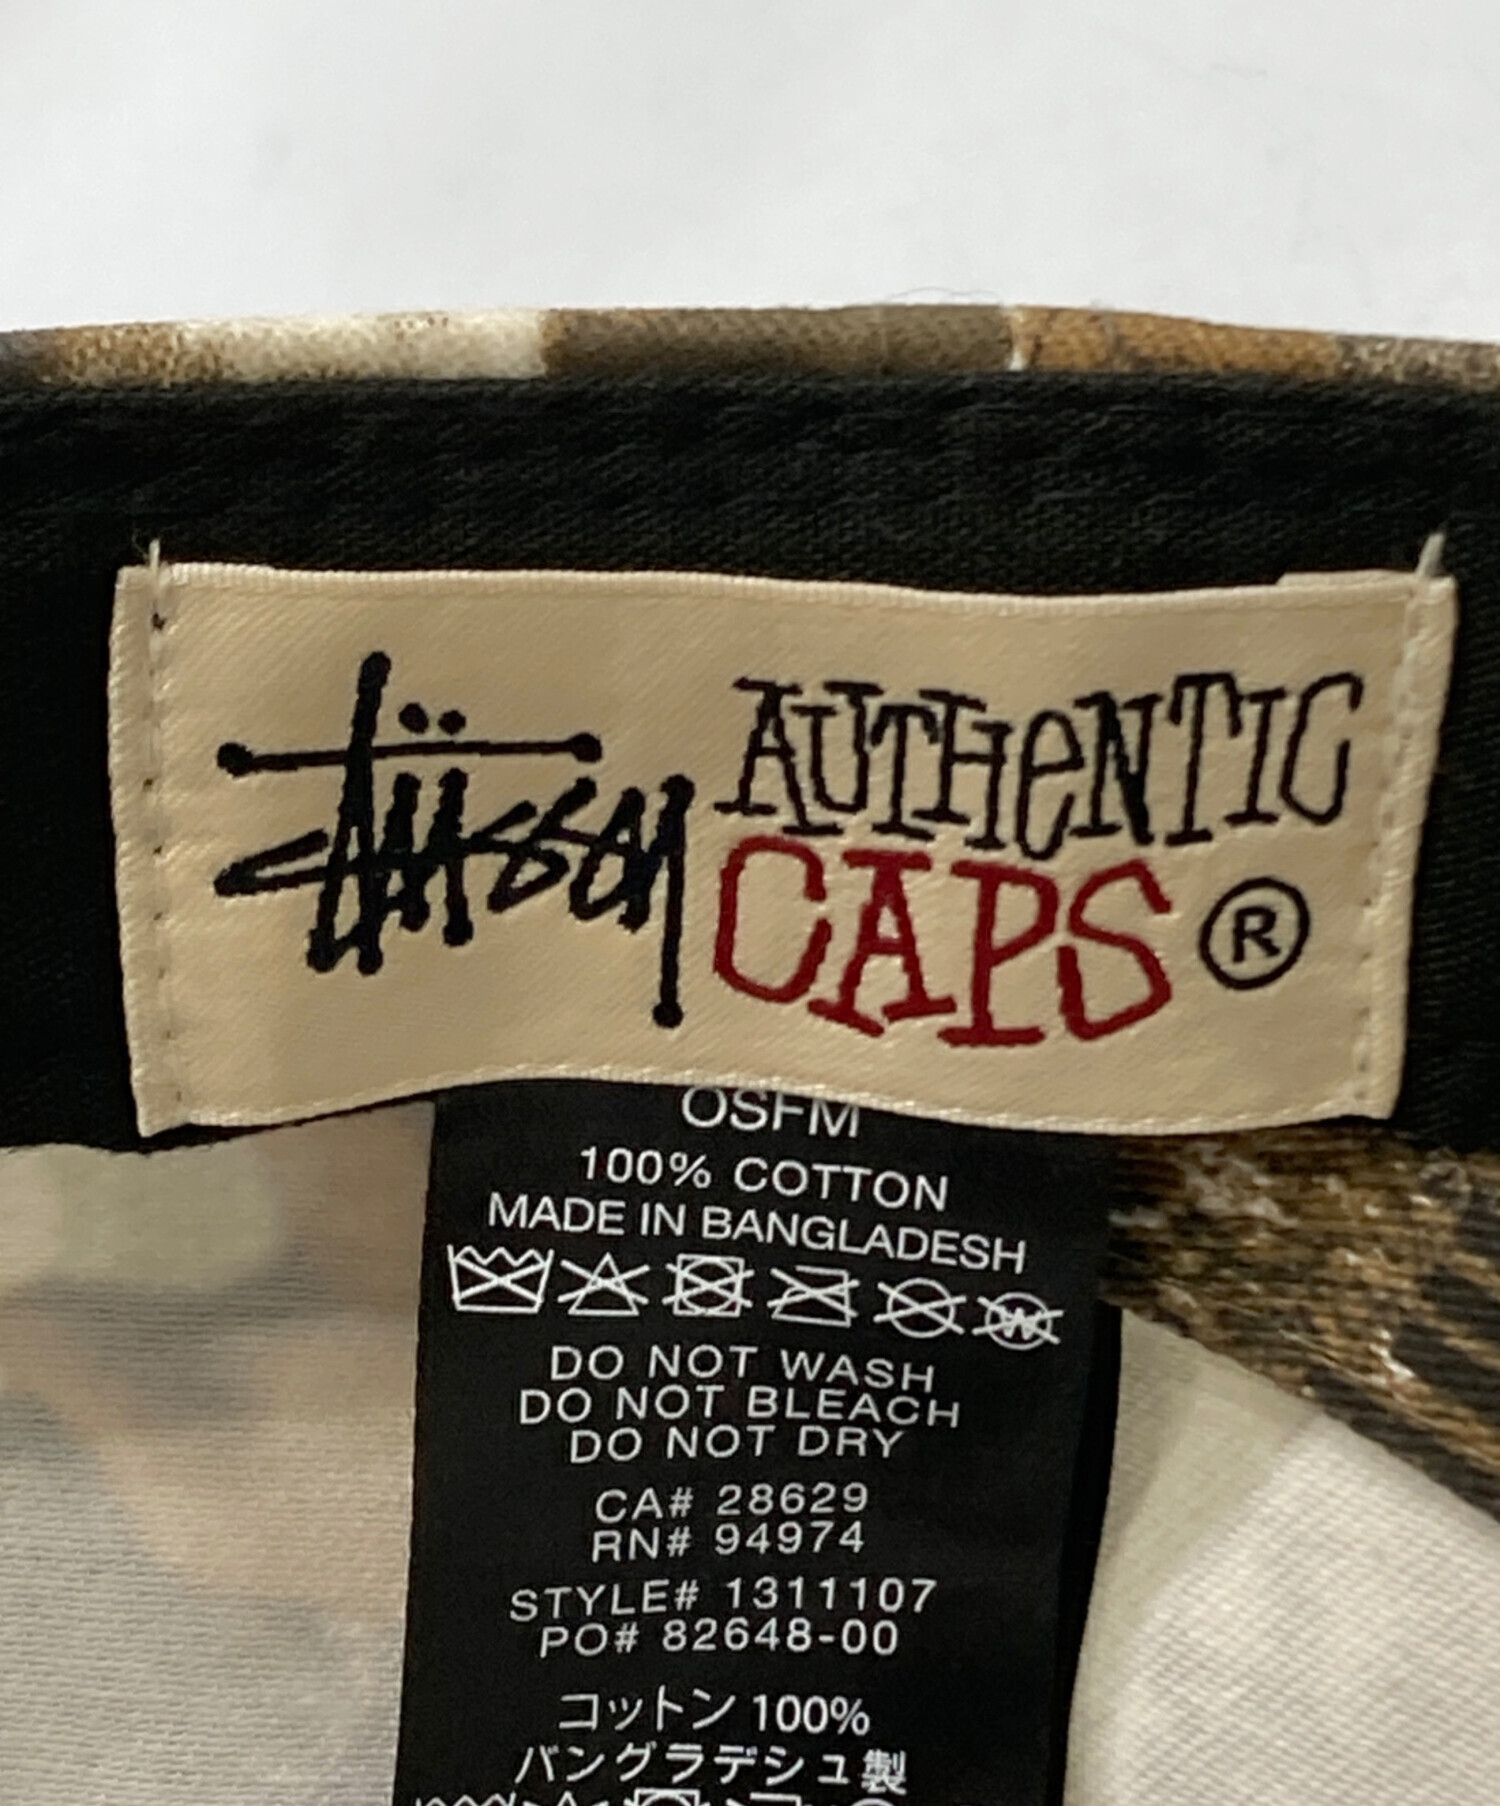 Stüssy AUTHENTIC
CAPS ®
OSFM
100% COTTON
MADE IN BANGLADESH
W
DO NOT WASH
DO NOT BLEACH
DO NOT DRY
CA# 28629
RN# 94974
STYLE# 1311107
PO# 82648-00
コットン 100%
バングラデシュ製